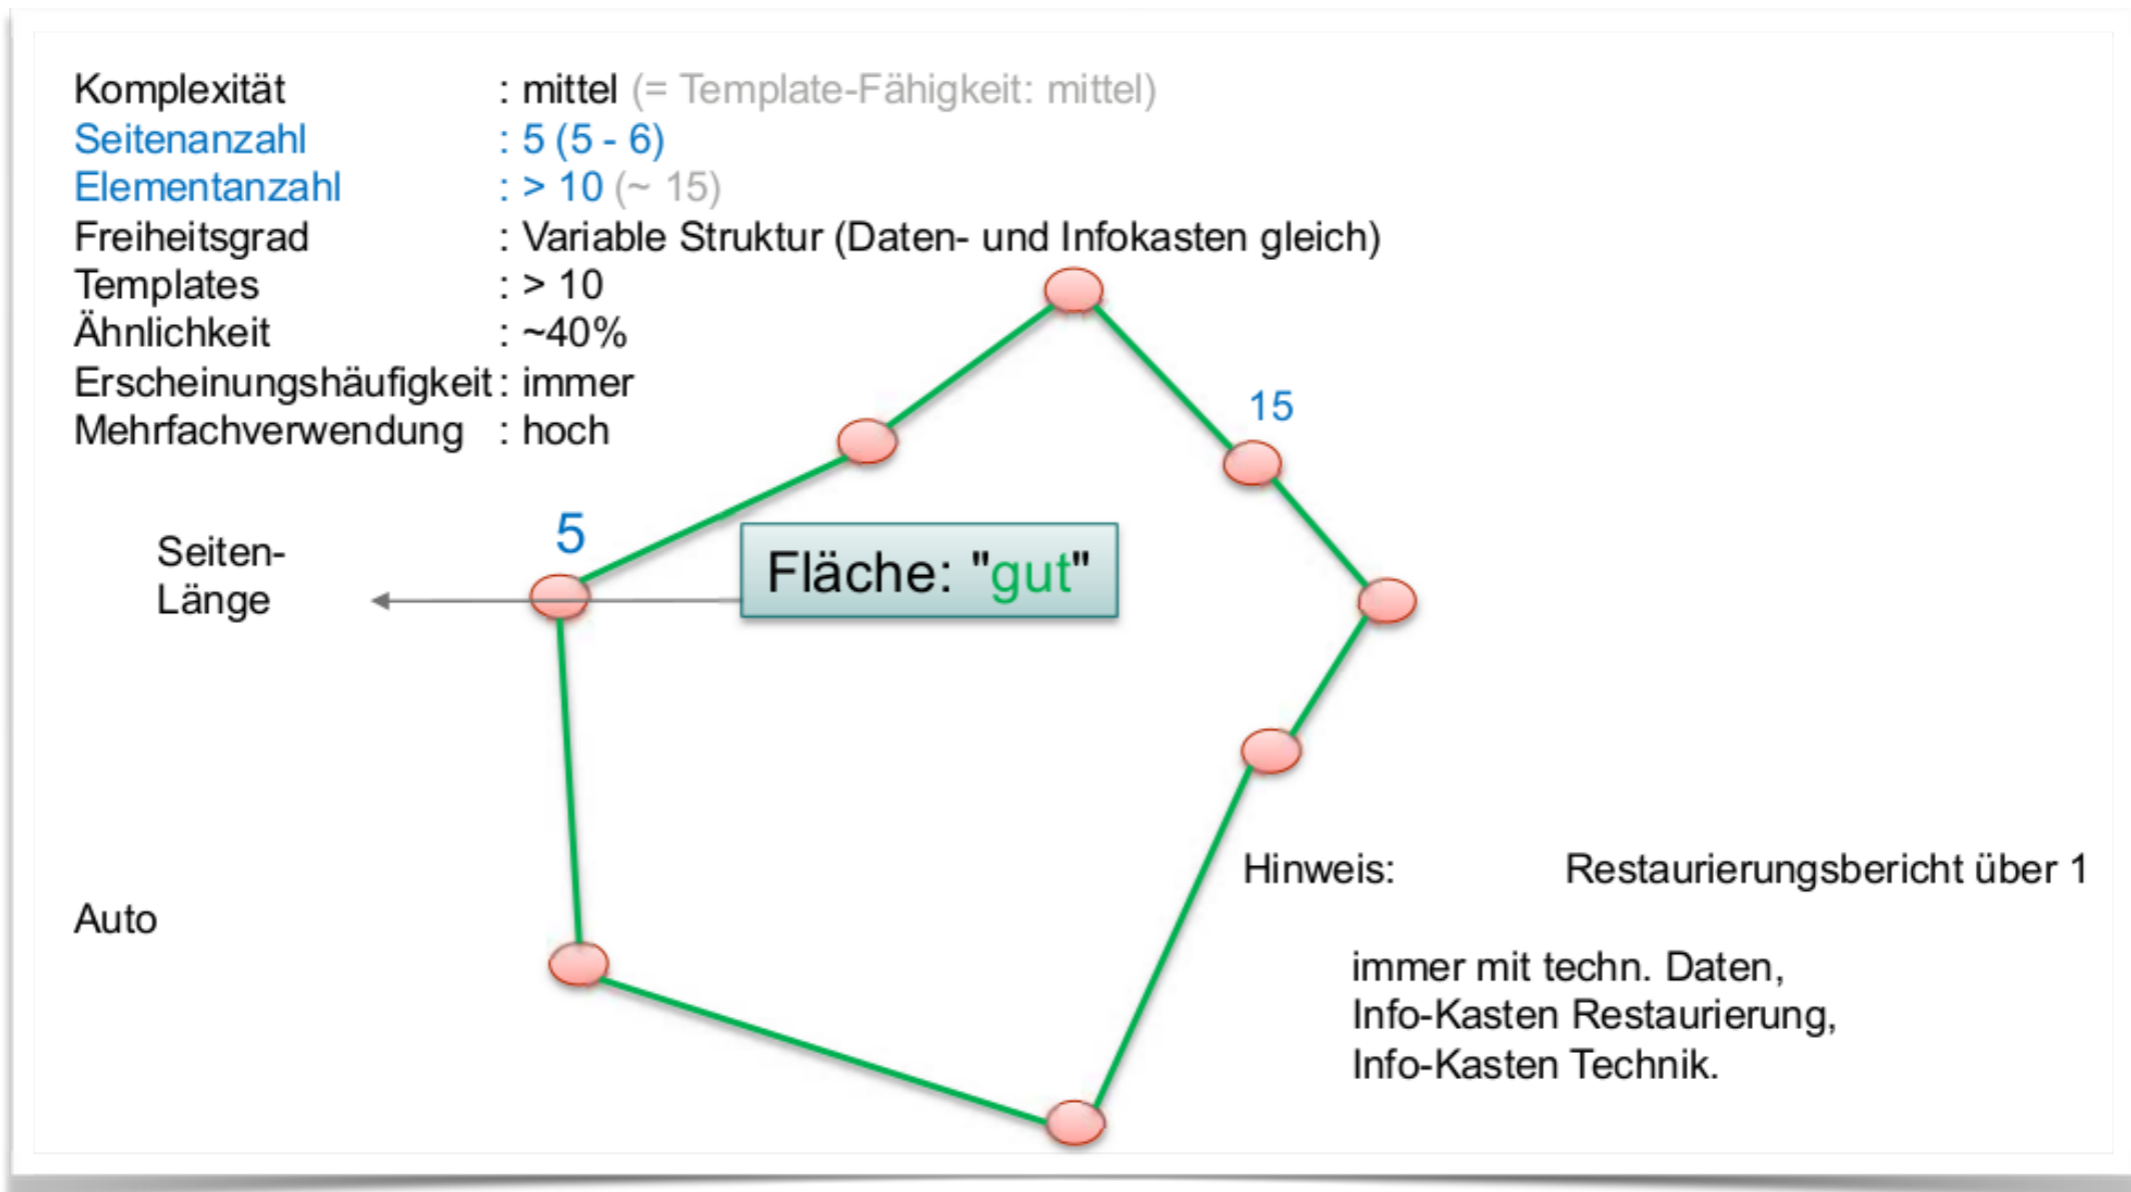 Komplexität : mittel (= Template-Fähigkeit: mittel)
Seitenanzahl : 5 (5 - 6)
Elementanzahl : > 10 (~ 15)
Freiheitsgrad : Variable Struktur (Daten- und Infokasten gleich)
Templates : > 10
Ähnlichkeit : ~40%
Erscheinungshäufigkeit : immer
Mehrfachverwendung : hoch
15
5
Seiten-
Länge
Fläche: "gut"
Hinweis: Restaurierungsbericht über 1
Auto
immer mit techn. Daten,
Info-Kasten Restaurierung,
Info-Kasten Technik.